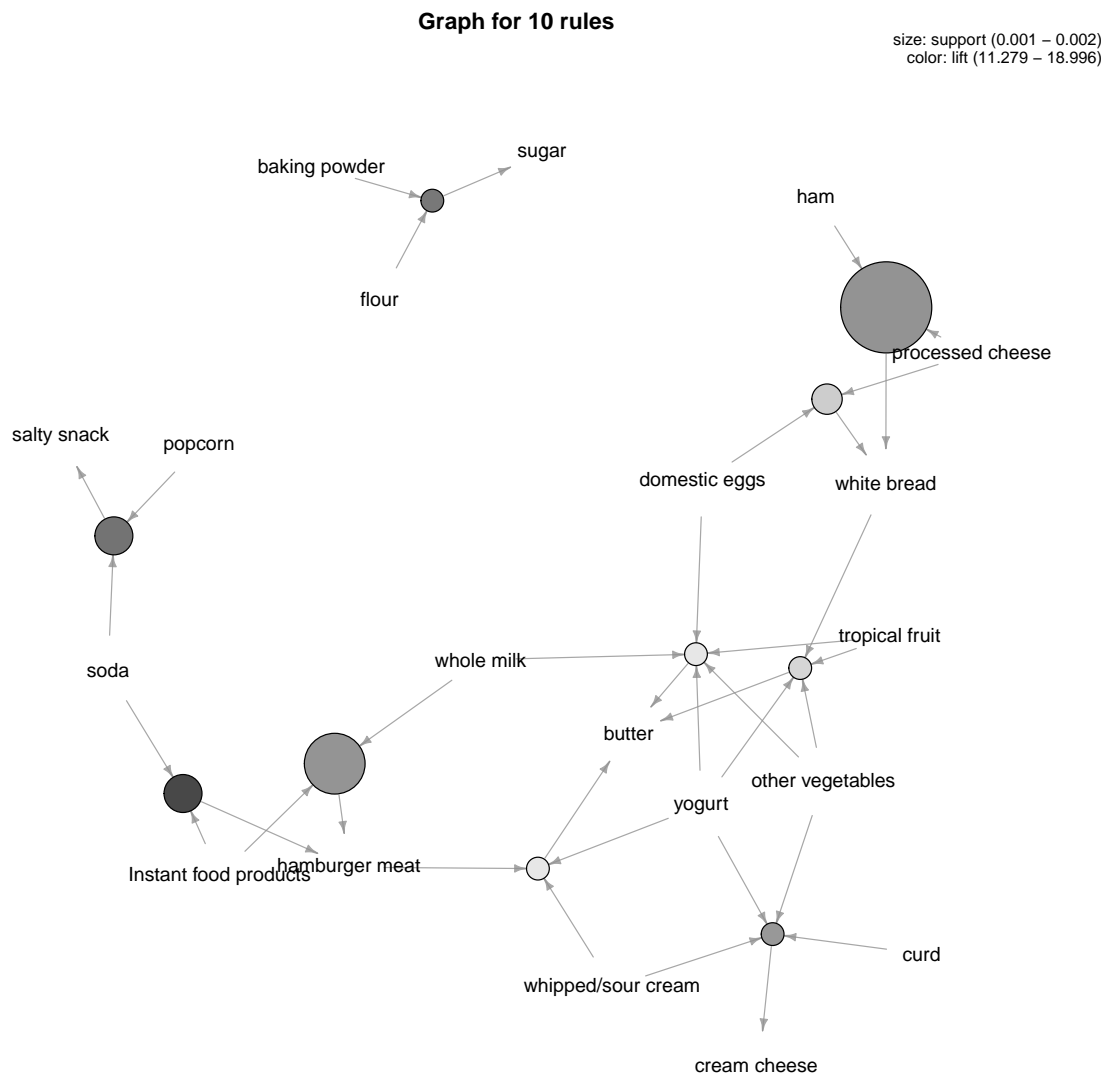 Graph for 10 rules
size: support (0.001 − 0.002)
color: lift (11.279 − 18.996)
sugar
baking powder
ham
flour
processed cheese
salty snack
popcorn
domestic eggs
white bread
tropical fruit
whole milk
soda
butter
other vegetables
yogurt
hamburger meat
Instant food products
curd
whipped/sour cream
cream cheese